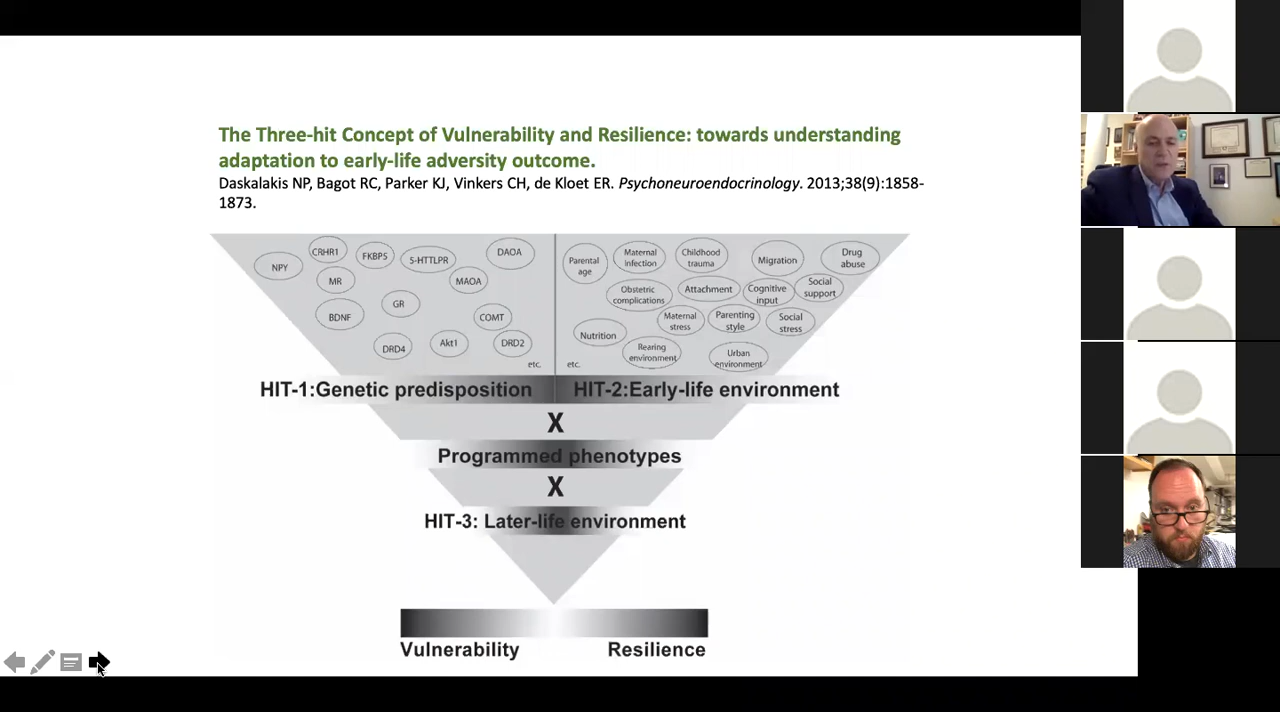 The Three-hit Concept of Vulnerability and Resilience: towards understanding
adaptation to early-life adversity outcome.
Daskalakis NP, Bagot RC, Parker KJ, Vinkers CH, de Kloet ER. Psychoneuroendocrinology. 2013;38(9):1858-
1873.
NPY
CRHR1
FKBP5
5-HTTLPR
DAOA
MR
MAOA
GR
BDNF
COMT
DRD4
Akt1
DRD2
etc.
Parental
age
Maternal
infection
Childhood
trauma
Migration
Drug
abuse
Obstetric
complications
Attachment
Cognitive
input
Social
support
Maternal
stress
Parenting
style
Social
stress
Nutrition
Rearing
environment
Urban
environment
etc.
HIT-1:Genetic predisposition
HIT-2:Early-life environment
X
Programmed phenotypes
X
HIT-3: Later-life environment
Vulnerability
Resilience